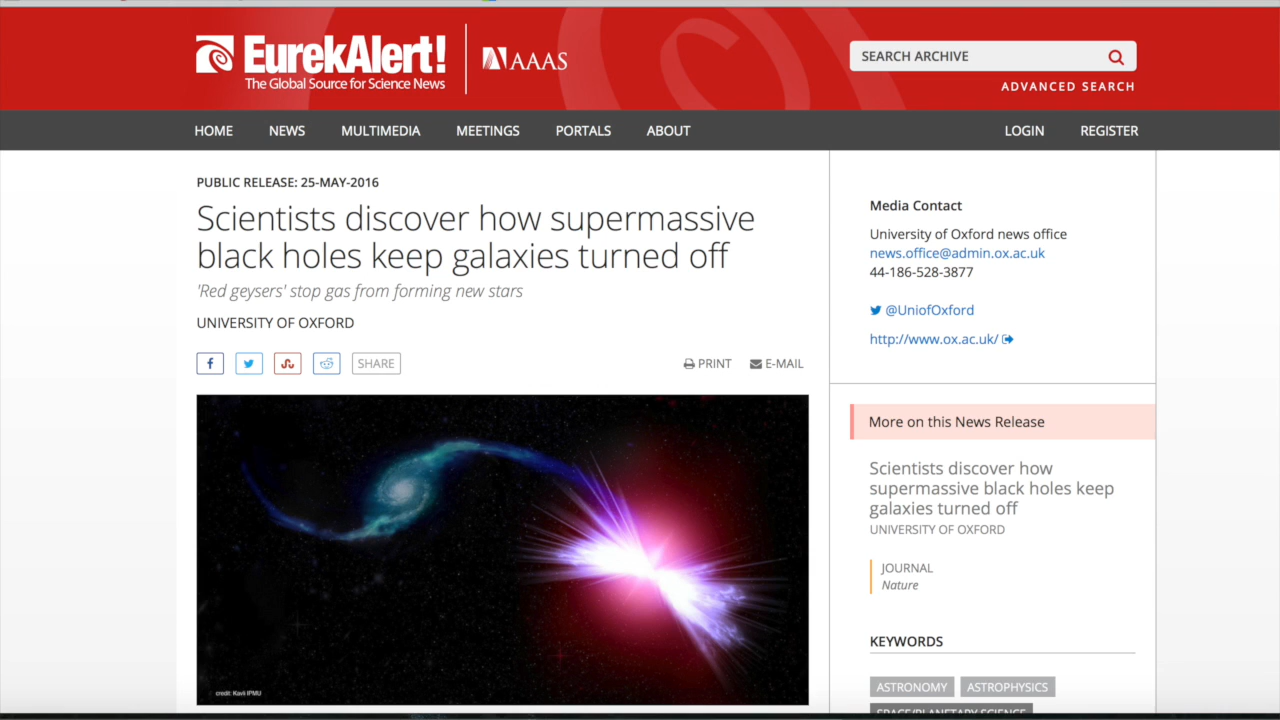 EurekAlert!
The Global Source for Science News
AAAS
SEARCH ARCHIVE
ADVANCED SEARCH
HOME NEWS MULTIMEDIA MEETINGS PORTALS ABOUT LOGIN REGISTER
PUBLIC RELEASE: 25-MAY-2016
Scientists discover how supermassive
black holes keep galaxies turned off
'Red geysers' stop gas from forming new stars
UNIVERSITY OF OXFORD
SHARE
PRINT E-MAIL
credit: Kavli IPMU
Media Contact
University of Oxford news office
news.office@admin.ox.ac.uk
44-186-528-3877
@UniofOxford
http://www.ox.ac.uk/
More on this News Release
Scientists discover how
supermassive black holes keep
galaxies turned off
UNIVERSITY OF OXFORD
JOURNAL
Nature
KEYWORDS
ASTRONOMY ASTROPHYSICS
SPACE/PLANETARY SCIENCE